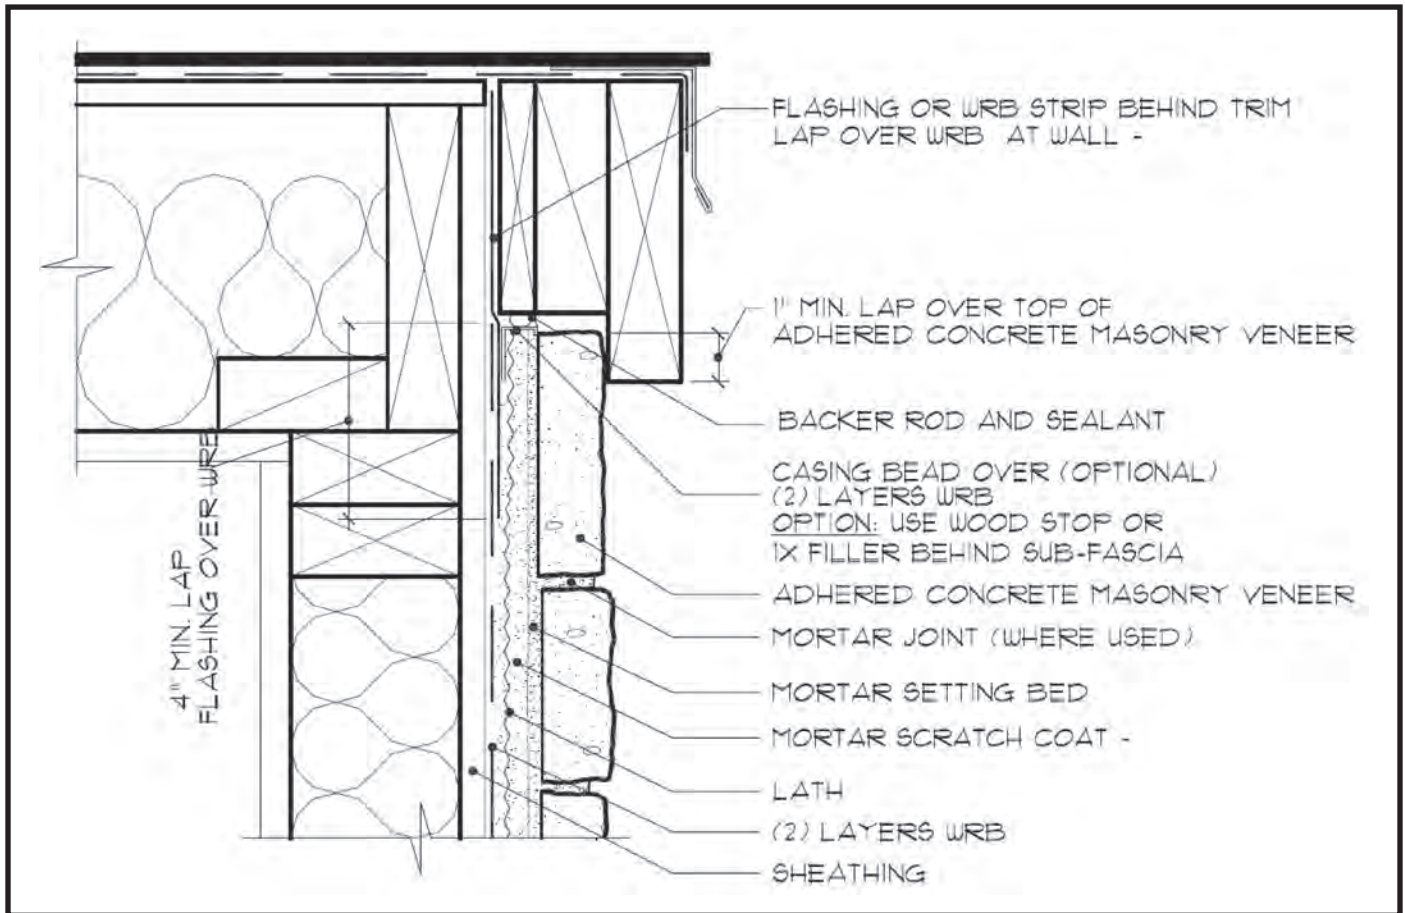 FLASHING OR WRB STRIP BEHIND TRIM
LAP OVER WRB AT WALL -
1" MIN. LAP OVER TOP OF
ADHERED CONCRETE MASONRY VENEER
BACKER ROD AND SEALANT
CASING BEAD OVER (OPTIONAL)
(2) LAYERS WRB
OPTION: USE WOOD STOP OR
1X FILLER BEHIND SUB-FASCIA
ADHERED CONCRETE MASONRY VENEER
MORTAR JOINT (WHERE USED)
MORTAR SETTING BED
MORTAR SCRATCH COAT -
LATH
(2) LAYERS WRB
SHEATHING
4" MIN. LAP
FLASHING OVER WRB